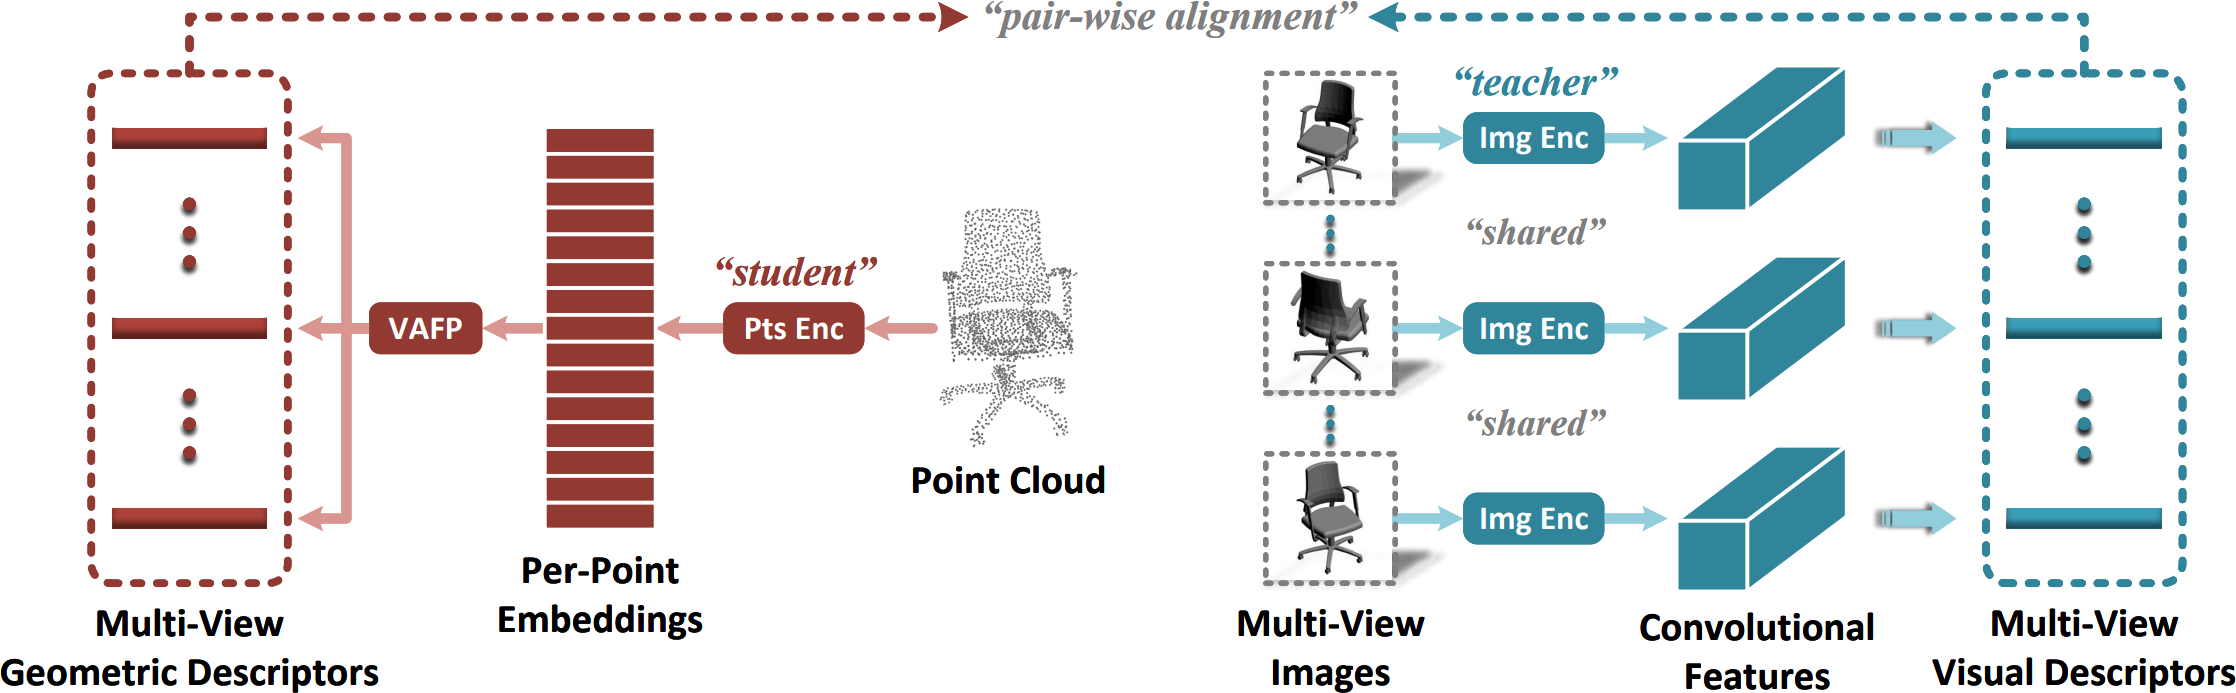 “pair-wise alignment”
“teacher”
Img Enc
“shared”
“student”
VAFP
Pts Enc
Img Enc
“shared”
Point Cloud
Img Enc
Per-Point
Embeddings
Multi-View
Geometric Descriptors
Multi-View
Images
Convolutional
Features
Multi-View
Visual Descriptors